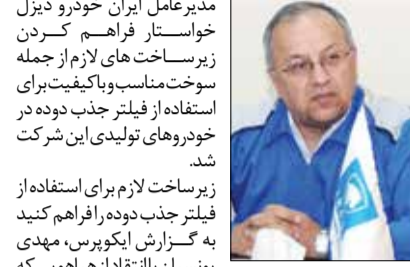 مدیرعامل ایران خودرو دیزل
خواستار فراهم کردن
زیرساخت های لازم از جمله
سوخت مناسب و باکیفیت برای
استفاده از فیلتر جذب دوده در
خودروهای تولیدی این شرکت
شد.
زیرساخت لازم برای استفاده از
فیلتر جذب دوده را فراهم کنید
به گزارش ایکوپرس، مهدی